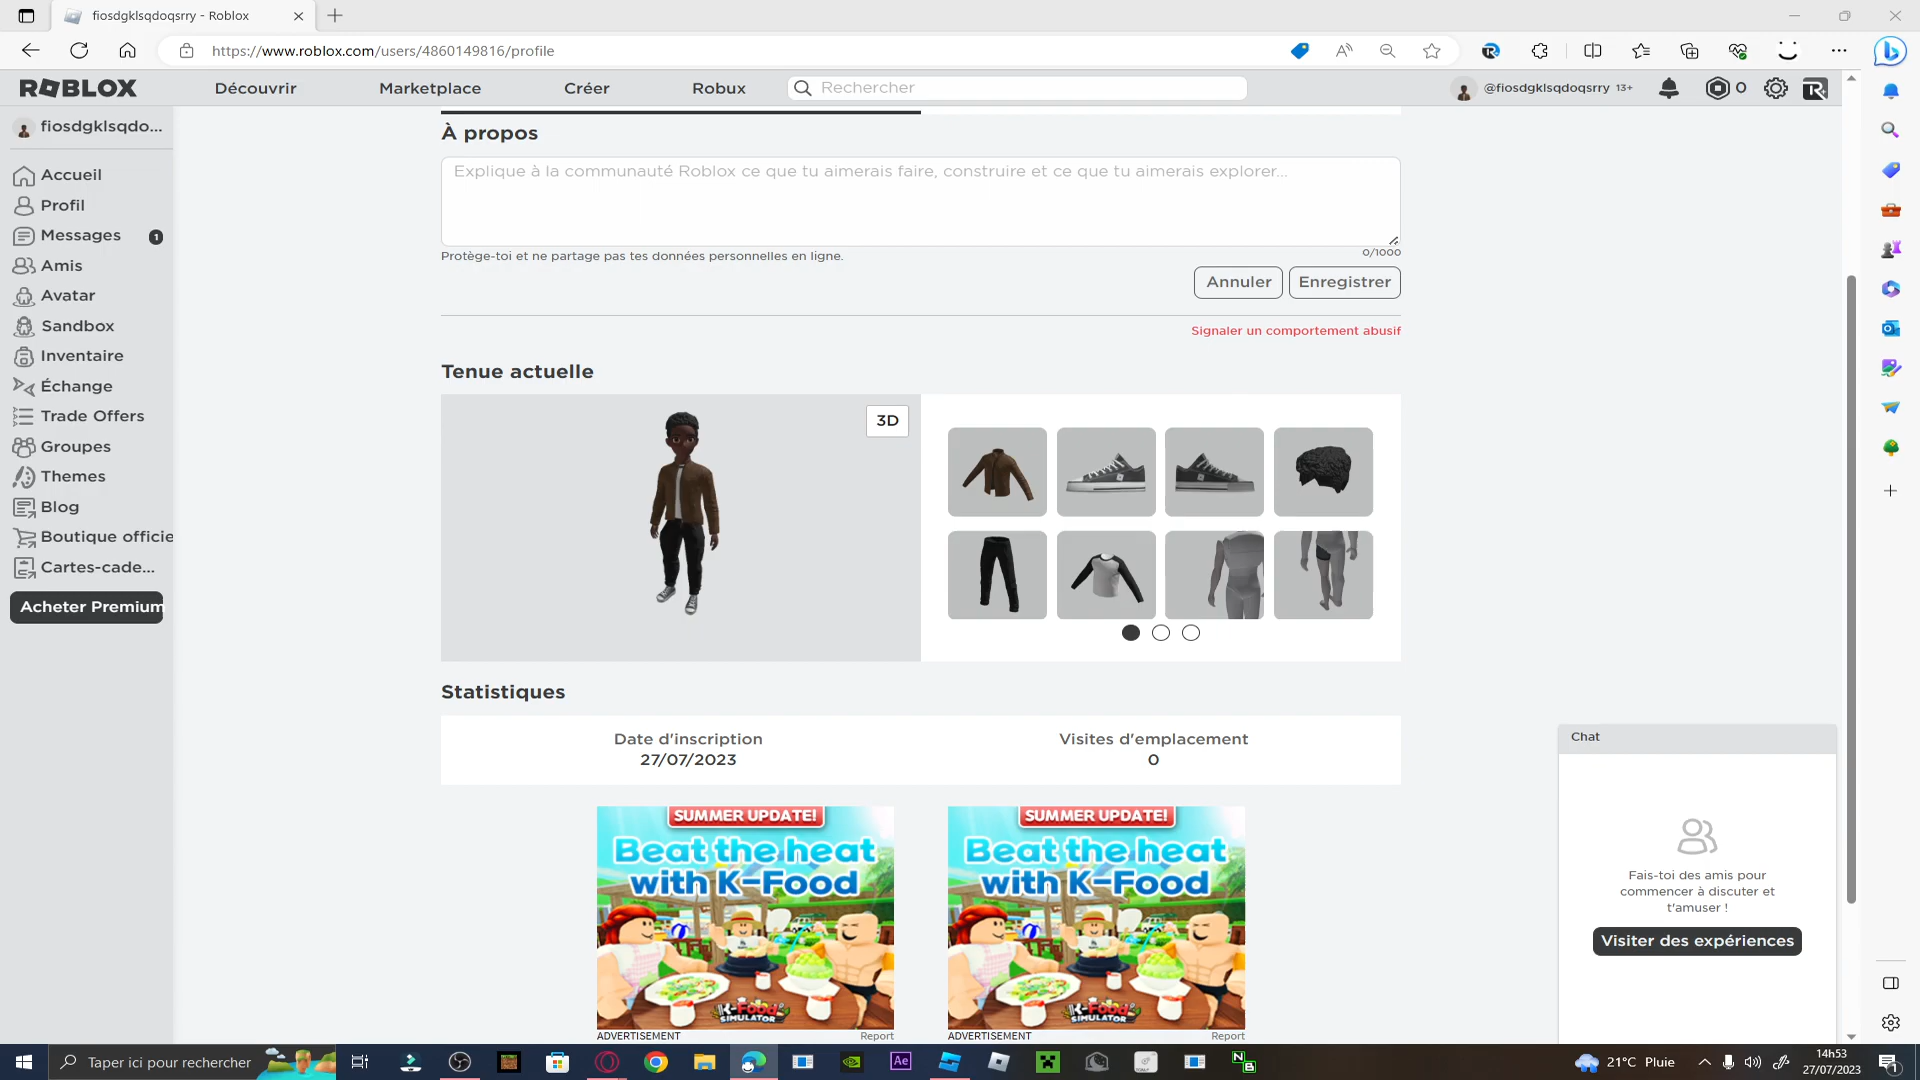 fiosdgklsqdoqsrry - Roblox
https://www.roblox.com/users/4860149816/profile
ROBLOX
Découvrir
Marketplace
Créer
Robux
Rechercher
@fiosdgklsqdoqsrry 13+
0
fiosdgklsqdo...
Accueil
Profil
Messages
1
Amis
Avatar
Sandbox
Inventaire
Échange
Trade Offers
Groupes
Themes
Blog
Boutique officie
Cartes-cade...
Acheter Premium
À propos
Explique à la communauté Roblox ce que tu aimerais faire, construire et ce que tu aimerais explorer...
Protège-toi et ne partage pas tes données personnelles en ligne.
0/1000
Annuler
Enregistrer
Signaler un comportement abusif
Tenue actuelle
3D
Statistiques
Date d'inscription
27/07/2023
Visites d'emplacement
0
SUMMER UPDATE!
Beat the heat
with K-Food
K-Food
SIMULATOR
ADVERTISEMENT
Report
SUMMER UPDATE!
Beat the heat
with K-Food
K-Food
SIMULATOR
ADVERTISEMENT
Report
Chat
Fais-toi des amis pour
commencer à discuter et
t'amuser !
Visiter des expériences
Taper ici pour rechercher
Ae
21°C Pluie
14h53
27/07/2023
1